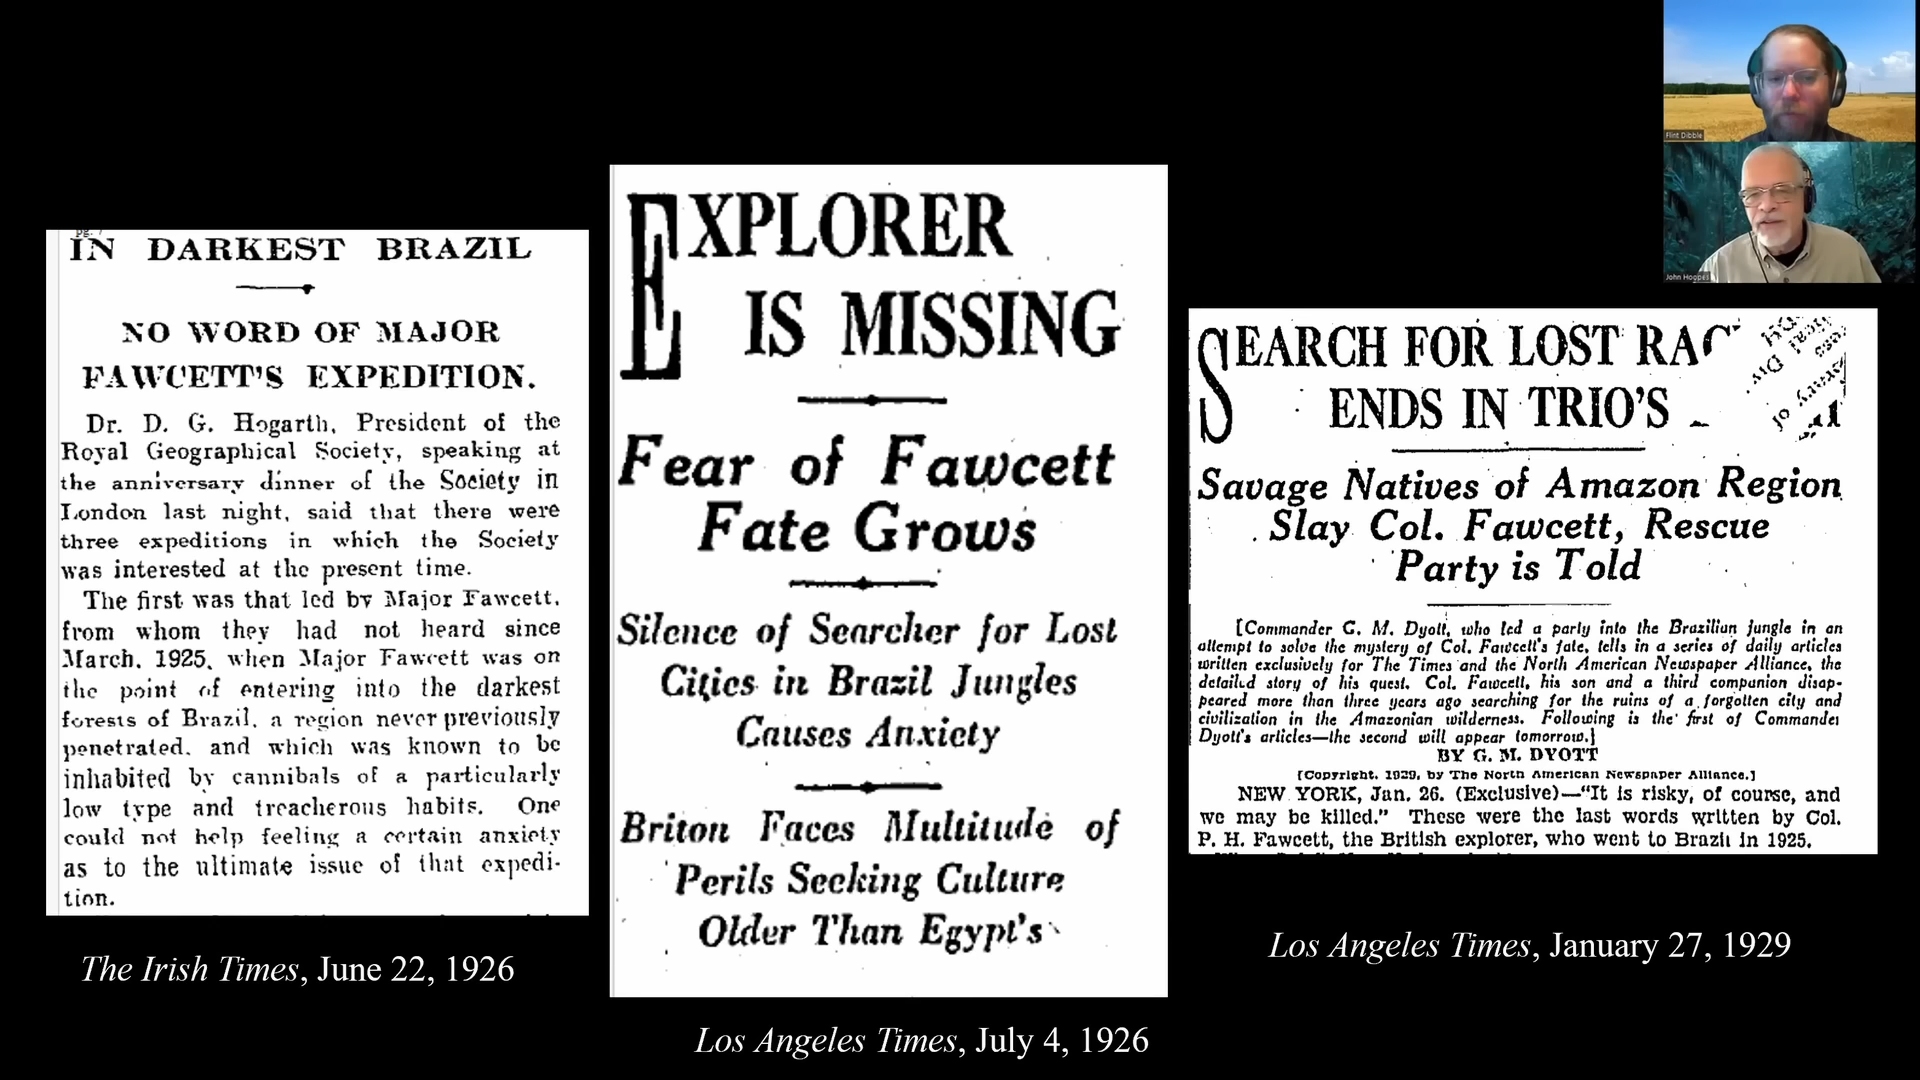 IN DARKEST BRAZIL
NO WORD OF MAJOR
FAWCETT'S EXPEDITION.
Dr. D. G. Hogarth, President of the
Royal Geographical Society, speaking at
the anniversary dinner of the Society in
London last night, said that there were
three expeditions in which the Society
was interested at the present time.
The first was that led by Major Fawcett,
from whom they had not heard since
March, 1925, when Major Fawcett was on
the point of entering into the darkest
forests of Brazil, a region never previously
penetrated, and which was known to be
inhabited by cannibals of a particularly
low type and treacherous habits. One
could not help feeling a certain anxiety
as to the ultimate issue of that expedi-
tion.
The Irish Times, June 22, 1926
EXPLORER
IS MISSING
Fear of Fawcett
Fate Grows
Silence of Searcher for Lost
Cities in Brazil Jungles
Causes Anxiety
Briton Faces Multitude of
Perils Seeking Culture
Older Than Egypt's
Los Angeles Times, July 4, 1926
SEARCH FOR LOST
ENDS IN TRIO'S
Savage Natives of Amazon Region
Slay Col. Fawcett, Rescue
Party is Told
[Commander G. M. Dyott, who led a party into the Brazilian jungle in an
attempt to solve the mystery of Col. Fawcett's fate, tells in a series of daily articles
written exclusively for The Times and the North American Newspaper Alliance, the
detailed story of his quest. Col. Fawcett, his son and a third companion disap-
peared more than three years ago searching for the ruins of a forgotten city and
civilization in the Amazonian wilderness. Following is the first of Commander
Dyott's articles—the second will appear tomorrow.]
BY G. M. DYOTT
[Copyright, 1929, by The North American Newspaper Alliance.]
NEW YORK, Jan. 26. (Exclusive)—"It is risky, of course, and
we may be killed." These were the last words written by Col.
P. H. Fawcett, the British explorer, who went to Brazil in 1925.
Los Angeles Times, January 27, 1929
Flint Dibble
John Hoopes